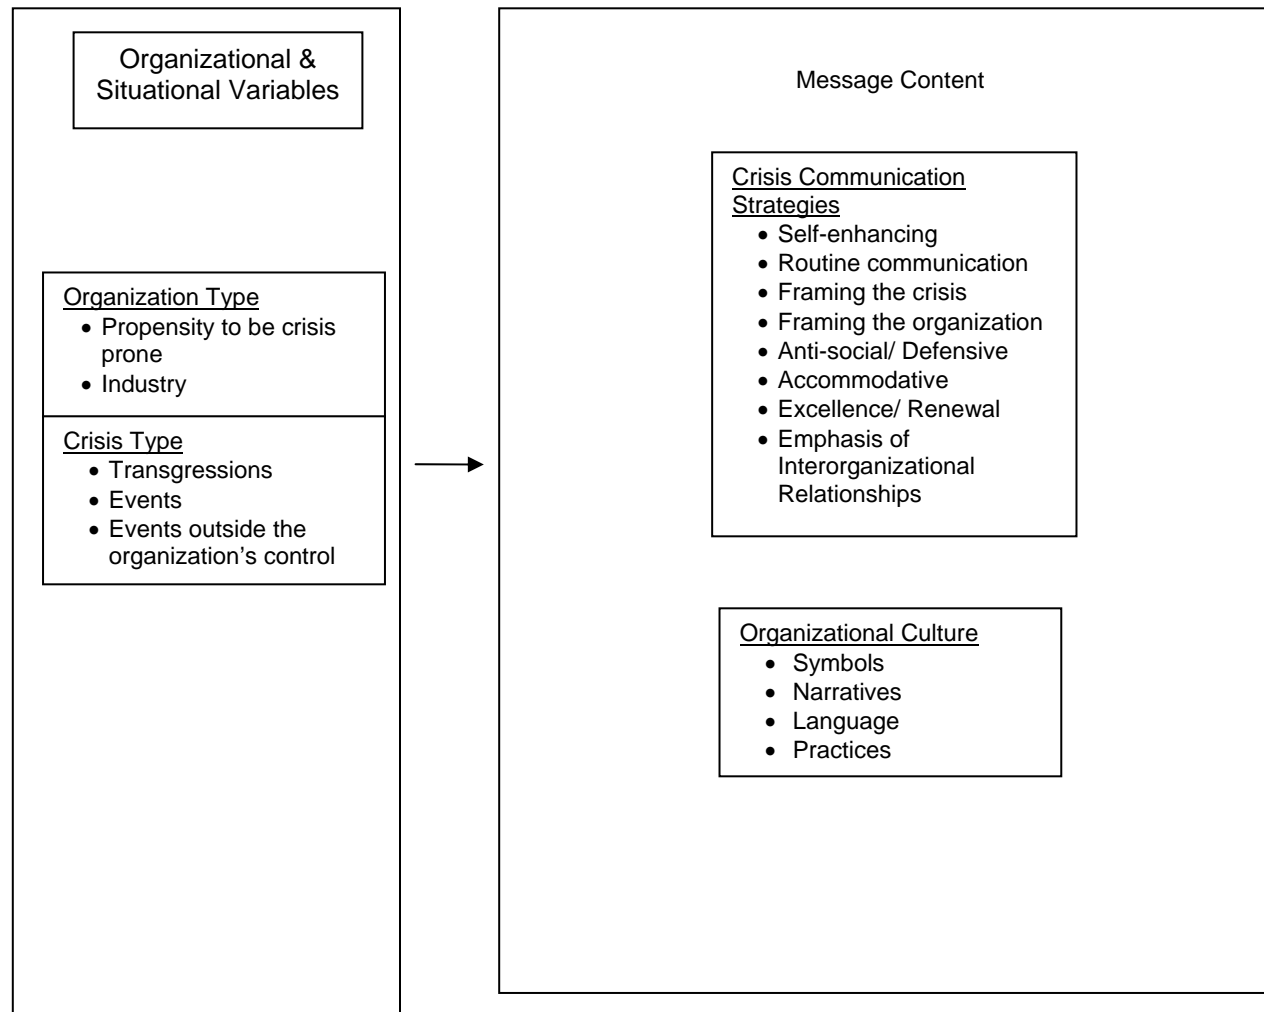 Organizational &
Situational Variables
Organization Type
• Propensity to be crisis
prone
• Industry
Crisis Type
• Transgressions
• Events
• Events outside the
organization’s control
Message Content
Crisis Communication
Strategies
• Self-enhancing
• Routine communication
• Framing the crisis
• Framing the organization
• Anti-social/ Defensive
• Accommodative
• Excellence/ Renewal
• Emphasis of
Interorganizational
Relationships
Organizational Culture
• Symbols
• Narratives
• Language
• Practices